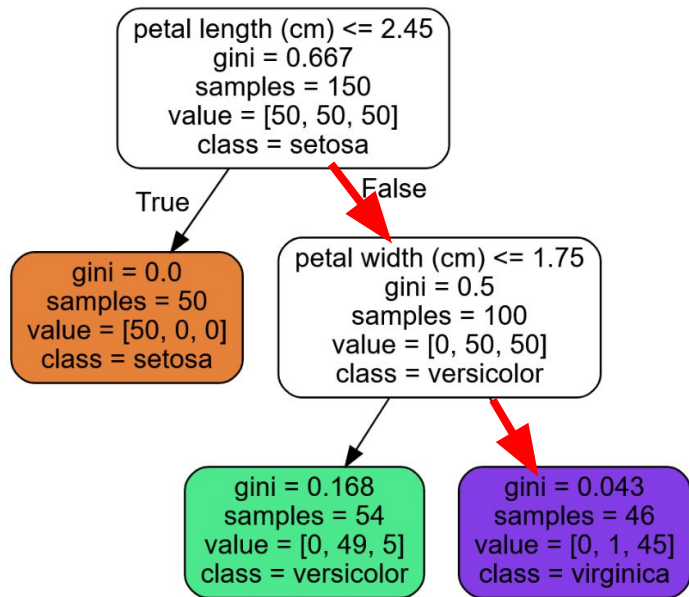 petal length (cm) <= 2.45
gini = 0.667
samples = 150
value = [50, 50, 50]
class = setosa
True
False
gini = 0.0
samples = 50
value = [50, 0, 0]
class = setosa
petal width (cm) <= 1.75
gini = 0.5
samples = 100
value = [0, 50, 50]
class = versicolor
gini = 0.168
samples = 54
value = [0, 49, 5]
class = versicolor
gini = 0.043
samples = 46
value = [0, 1, 45]
class = virginica